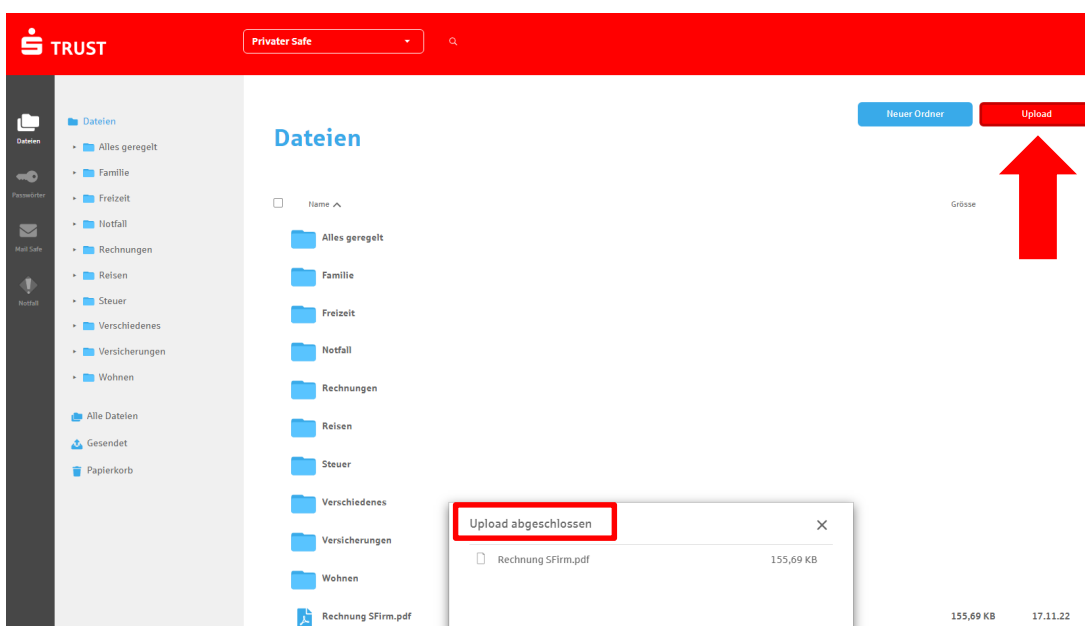 TRUST
Privater Safe
Dateien
Passwörter
Mail Safe
Notfall
Dateien
Alles geregelt
Familie
Freizeit
Notfall
Rechnungen
Reisen
Steuer
Verschiedenes
Versicherungen
Wohnen
Alle Dateien
Gesendet
Papierkorb
Neuer Ordner
Upload
Dateien
Name
Grösse
Alles geregelt
Familie
Freizeit
Notfall
Rechnungen
Reisen
Steuer
Verschiedenes
Versicherungen
Wohnen
Rechnung SFirm.pdf 155,69 KB 17.11.22
Upload abgeschlossen
Rechnung SFirm.pdf 155,69 KB